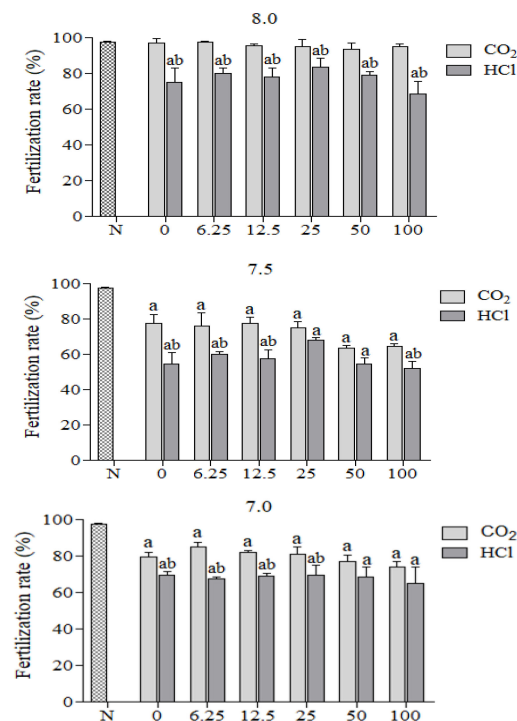 8.0
Fertilization rate (%)
100
80
60
40
20
0
ab ab ab ab ab ab
N 0 6.25 12.5 25 50 100
CO₂
HCl
7.5
Fertilization rate (%)
100
80
60
40
20
0
a ab a ab a ab a a a a a ab
N 0 6.25 12.5 25 50 100
CO₂
HCl
7.0
Fertilization rate (%)
100
80
60
40
20
0
a ab a ab a ab a ab a a a a
N 0 6.25 12.5 25 50 100
CO₂
HCl